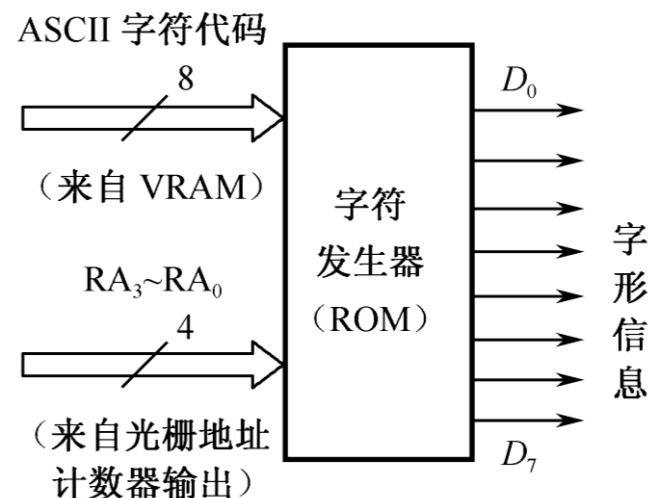 ASCII 字符代码
8
（来自 VRAM）
RA₃~RA₀
4
（来自光栅地址
计数器输出）
字符
发生器
（ROM）
D₀
D₇
字
形
信
息